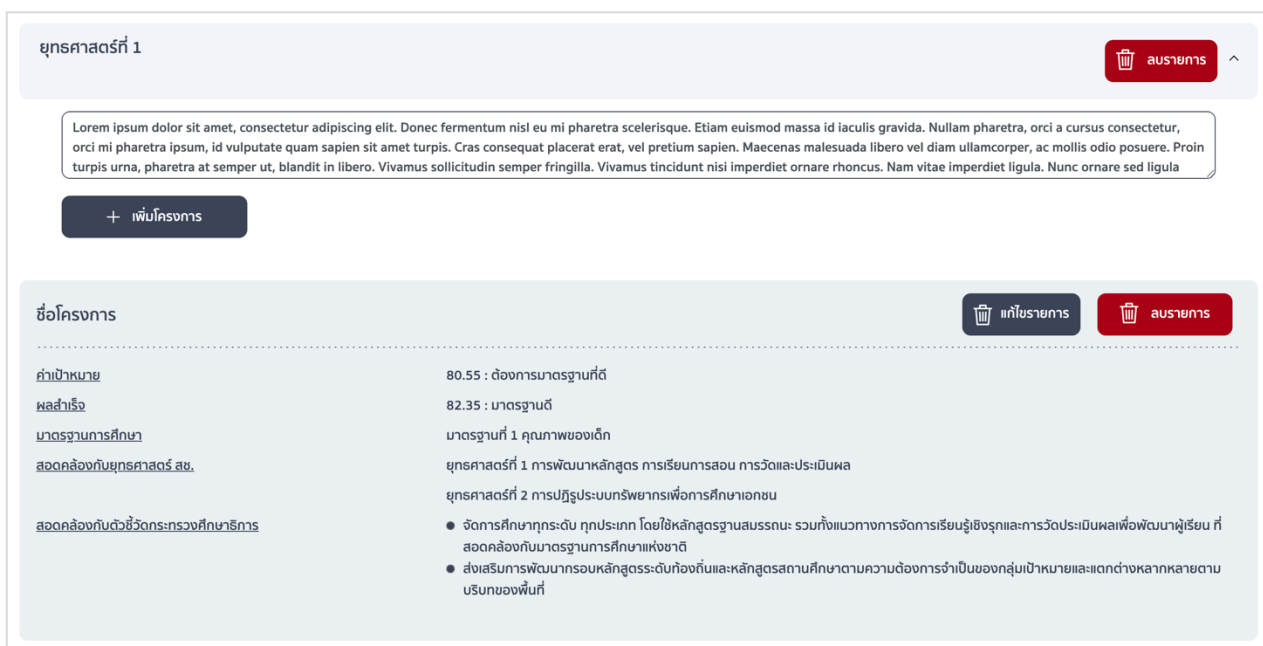 ยุทธศาสตร์ที่ 1
ลบรายการ
Lorem ipsum dolor sit amet, consectetur adipiscing elit. Donec fermentum nisl eu mi pharetra scelerisque. Etiam euismod massa id iaculis gravida. Nullam pharetra, orci a cursus consectetur,
orci mi pharetra ipsum, id vulputate quam sapien sit amet turpis. Cras consequat placerat erat, vel pretium sapien. Maecenas malesuada libero vel diam ullamcorper, ac mollis odio posuere. Proin
turpis urna, pharetra at semper ut, blandit in libero. Vivamus sollicitudin semper fringilla. Vivamus tincidunt nisi imperdiet ornare rhoncus. Nam vitae imperdiet ligula. Nunc ornare sed ligula
+ เพิ่มโครงการ
ชื่อโครงการ
แก้ไขรายการ
ลบรายการ
ค่าเป้าหมาย 80.55 : ต้องการมาตรฐานที่ดี
ผลสำเร็จ 82.35 : มาตรฐานดี
มาตรฐานการศึกษา มาตรฐานที่ 1 คุณภาพของเด็ก
สอดคล้องกับยุทธศาสตร์ สช. ยุทธศาสตร์ที่ 1 การพัฒนาหลักสูตร การเรียนการสอน การวัดและประเมินผล
ยุทธศาสตร์ที่ 2 การปฏิรูประบบทรัพยากรเพื่อการศึกษาเอกชน
สอดคล้องกับตัวชี้วัดกระทรวงศึกษาธิการ ● จัดการศึกษาทุกระดับ ทุกประเภท โดยใช้หลักสูตรฐานสมรรถนะ รวมทั้งแนวทางการจัดการเรียนรู้เชิงรุกและการวัดประเมินผลเพื่อพัฒนาผู้เรียน ที่
สอดคล้องกับมาตรฐานการศึกษาแห่งชาติ
● ส่งเสริมการพัฒนากรอบหลักสูตรระดับท้องถิ่นและหลักสูตรสถานศึกษาตามความต้องการจำเป็นของกลุ่มเป้าหมายและแตกต่างหลากหลายตาม
บริบทของพื้นที่